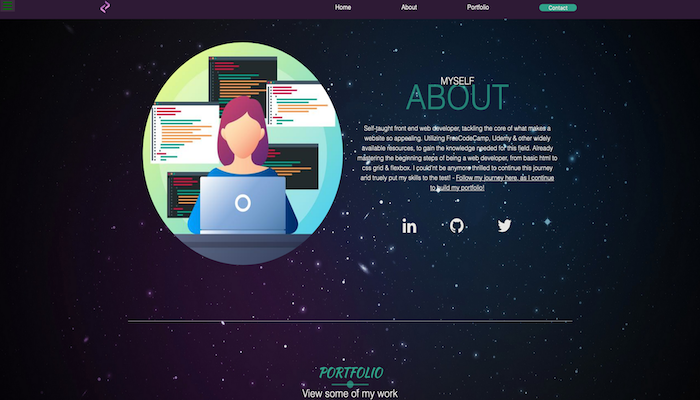 Home About Portfolio Contact
MYSELF
ABOUT
Self-taught front end web developer, tackling the core of what makes a
website so appealing. Utilizing FreeCodeCamp, Udemy & other widely
available resources, to gain the knowledge needed for this field. Already
mastering the beginning steps of being a web developer, from basic html to
css grid & flexbox. I could'nt be anymore thrilled to continue this journey
and truely put my skills to the test! - Follow my journey here, as I continue
to build my portfolio!
in
PORTFOLIO
View some of my work